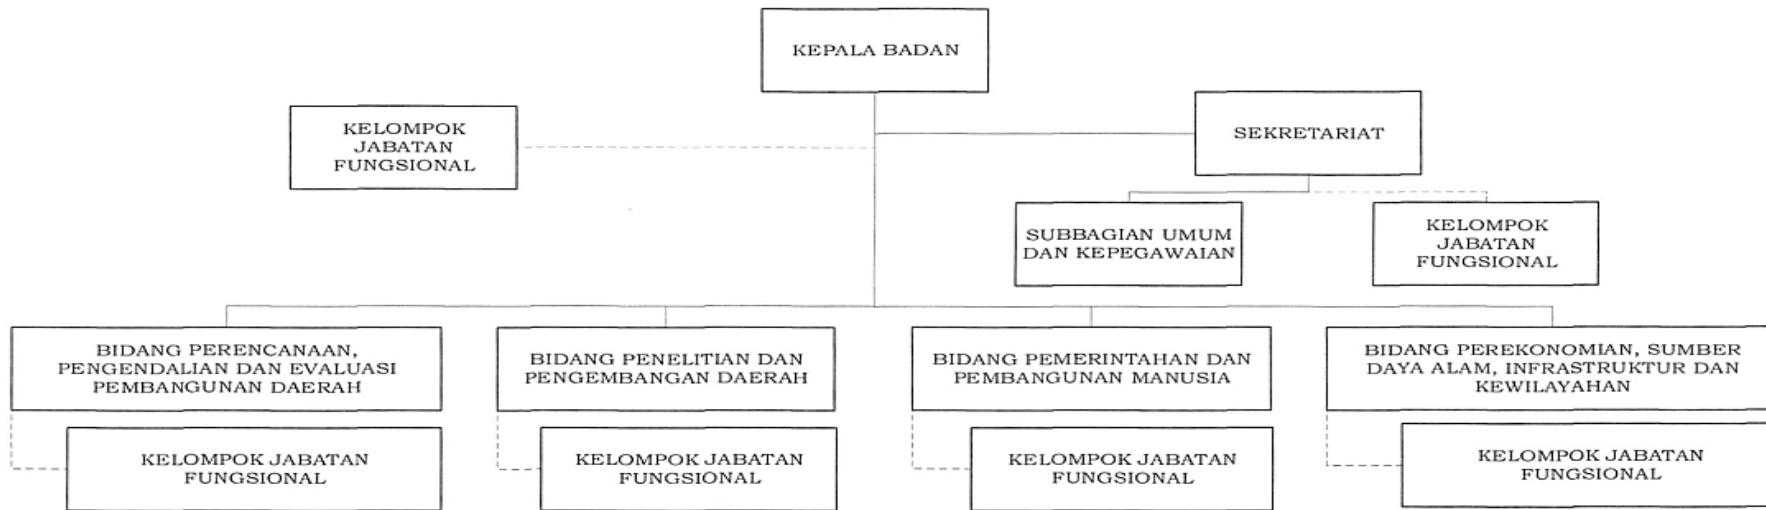 KEPALA BADAN
KELOMPOK
JABATAN
FUNGSIONAL
SEKRETARIAT
SUBBAGIAN UMUM
DAN KEPEGAWAIAN
KELOMPOK
JABATAN
FUNGSIONAL
BIDANG PERENCANAAN,
PENGENDALIAN DAN EVALUASI
PEMBANGUNAN DAERAH
BIDANG PENELITIAN DAN
PENGEMBANGAN DAERAH
BIDANG PEMERINTAHAN DAN
PEMBANGUNAN MANUSIA
BIDANG PEREKONOMIAN, SUMBER
DAYA ALAM, INFRASTRUKTUR DAN
KEWILAYAHAN
KELOMPOK JABATAN
FUNGSIONAL
KELOMPOK JABATAN
FUNGSIONAL
KELOMPOK JABATAN
FUNGSIONAL
KELOMPOK JABATAN
FUNGSIONAL